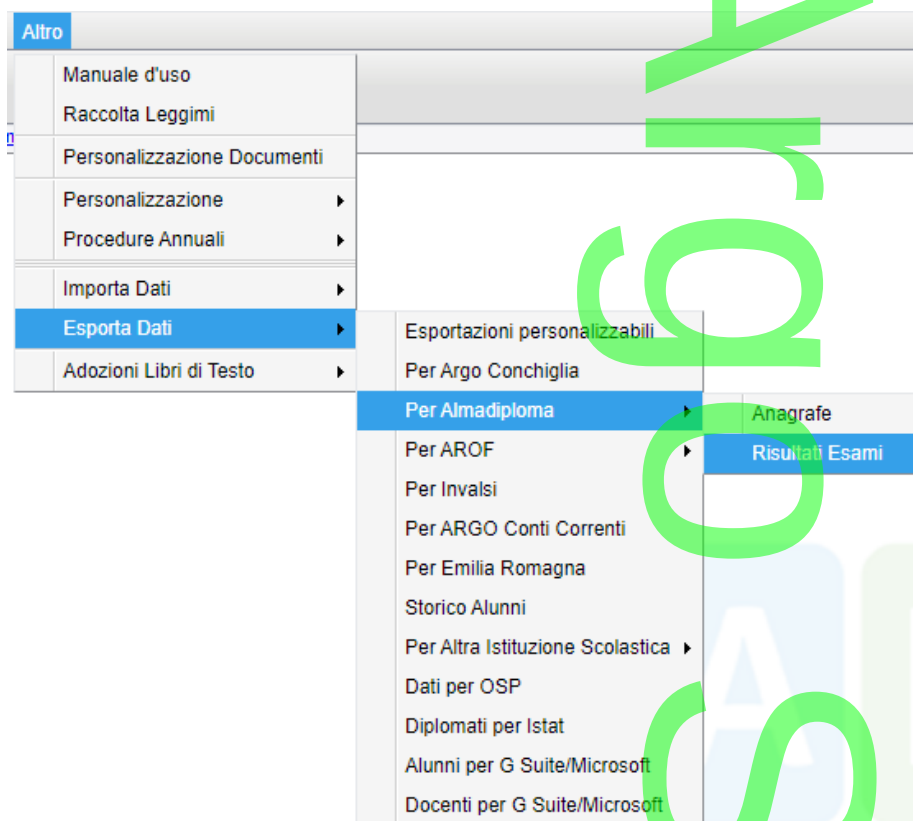 Altro
Manuale d'uso
Raccolta Leggimi
Personalizzazione Documenti
Personalizzazione
Procedure Annuali
Importa Dati
Esporta Dati
Adozioni Libri di Testo
Esportazioni personalizzabili
Per Argo Conchiglia
Per Almadiploma
Per AROF
Per Invalsi
Per ARGO Conti Correnti
Per Emilia Romagna
Storico Alunni
Per Altra Istituzione Scolastica
Dati per OSP
Diplomati per Istat
Alunni per G Suite/Microsoft
Docenti per G Suite/Microsoft
Anagrafe
Risultati Esami
Argo S